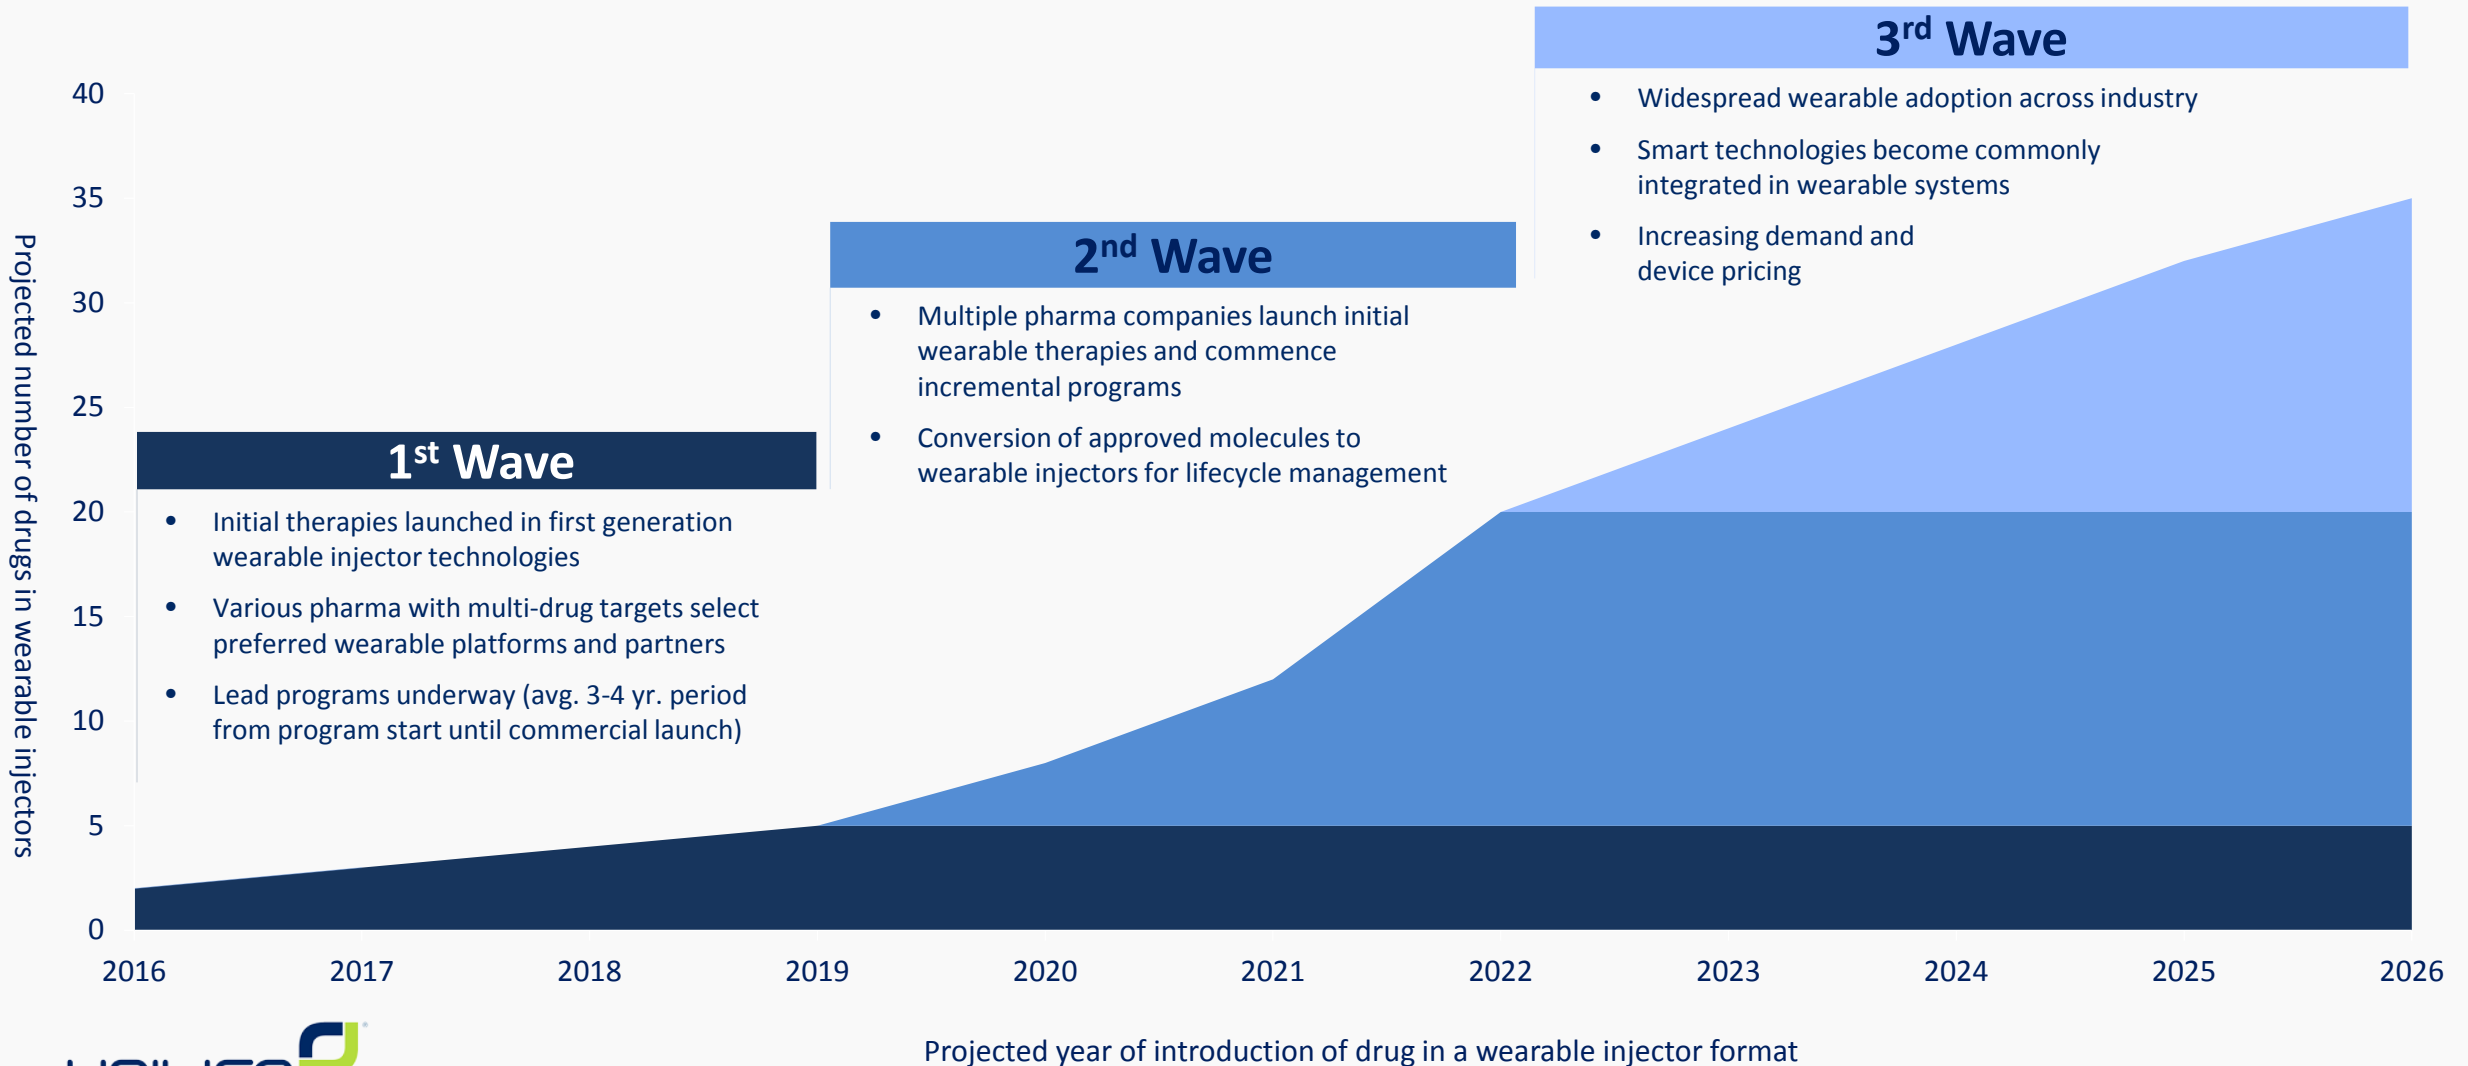 3rd Wave
• Widespread wearable adoption across industry
• Smart technologies become commonly
integrated in wearable systems
• Increasing demand and
device pricing
2nd Wave
• Multiple pharma companies launch initial
wearable therapies and commence
incremental programs
• Conversion of approved molecules to
wearable injectors for lifecycle management
1st Wave
• Initial therapies launched in first generation
wearable injector technologies
• Various pharma with multi-drug targets select
preferred wearable platforms and partners
• Lead programs underway (avg. 3-4 yr. period
from program start until commercial launch)
Projected number of drugs in wearable injectors
40
35
30
25
20
15
10
5
0
2016 2017 2018 2019 2020 2021 2022 2023 2024 2025 2026
Projected year of introduction of drug in a wearable injector format